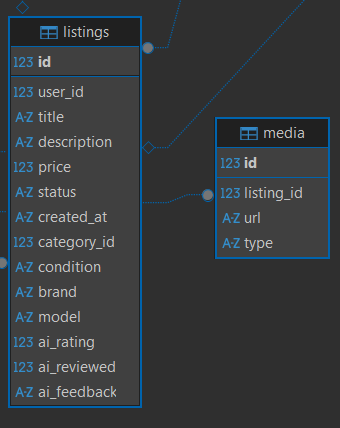 listings
123 id
123 user_id
A-Z title
A-Z description
123 price
A-Z status
A-Z created_at
123 category_id
A-Z condition
A-Z brand
A-Z model
123 ai_rating
123 ai_reviewed
A-Z ai_feedback
media
123 id
123 listing_id
A-Z url
A-Z type